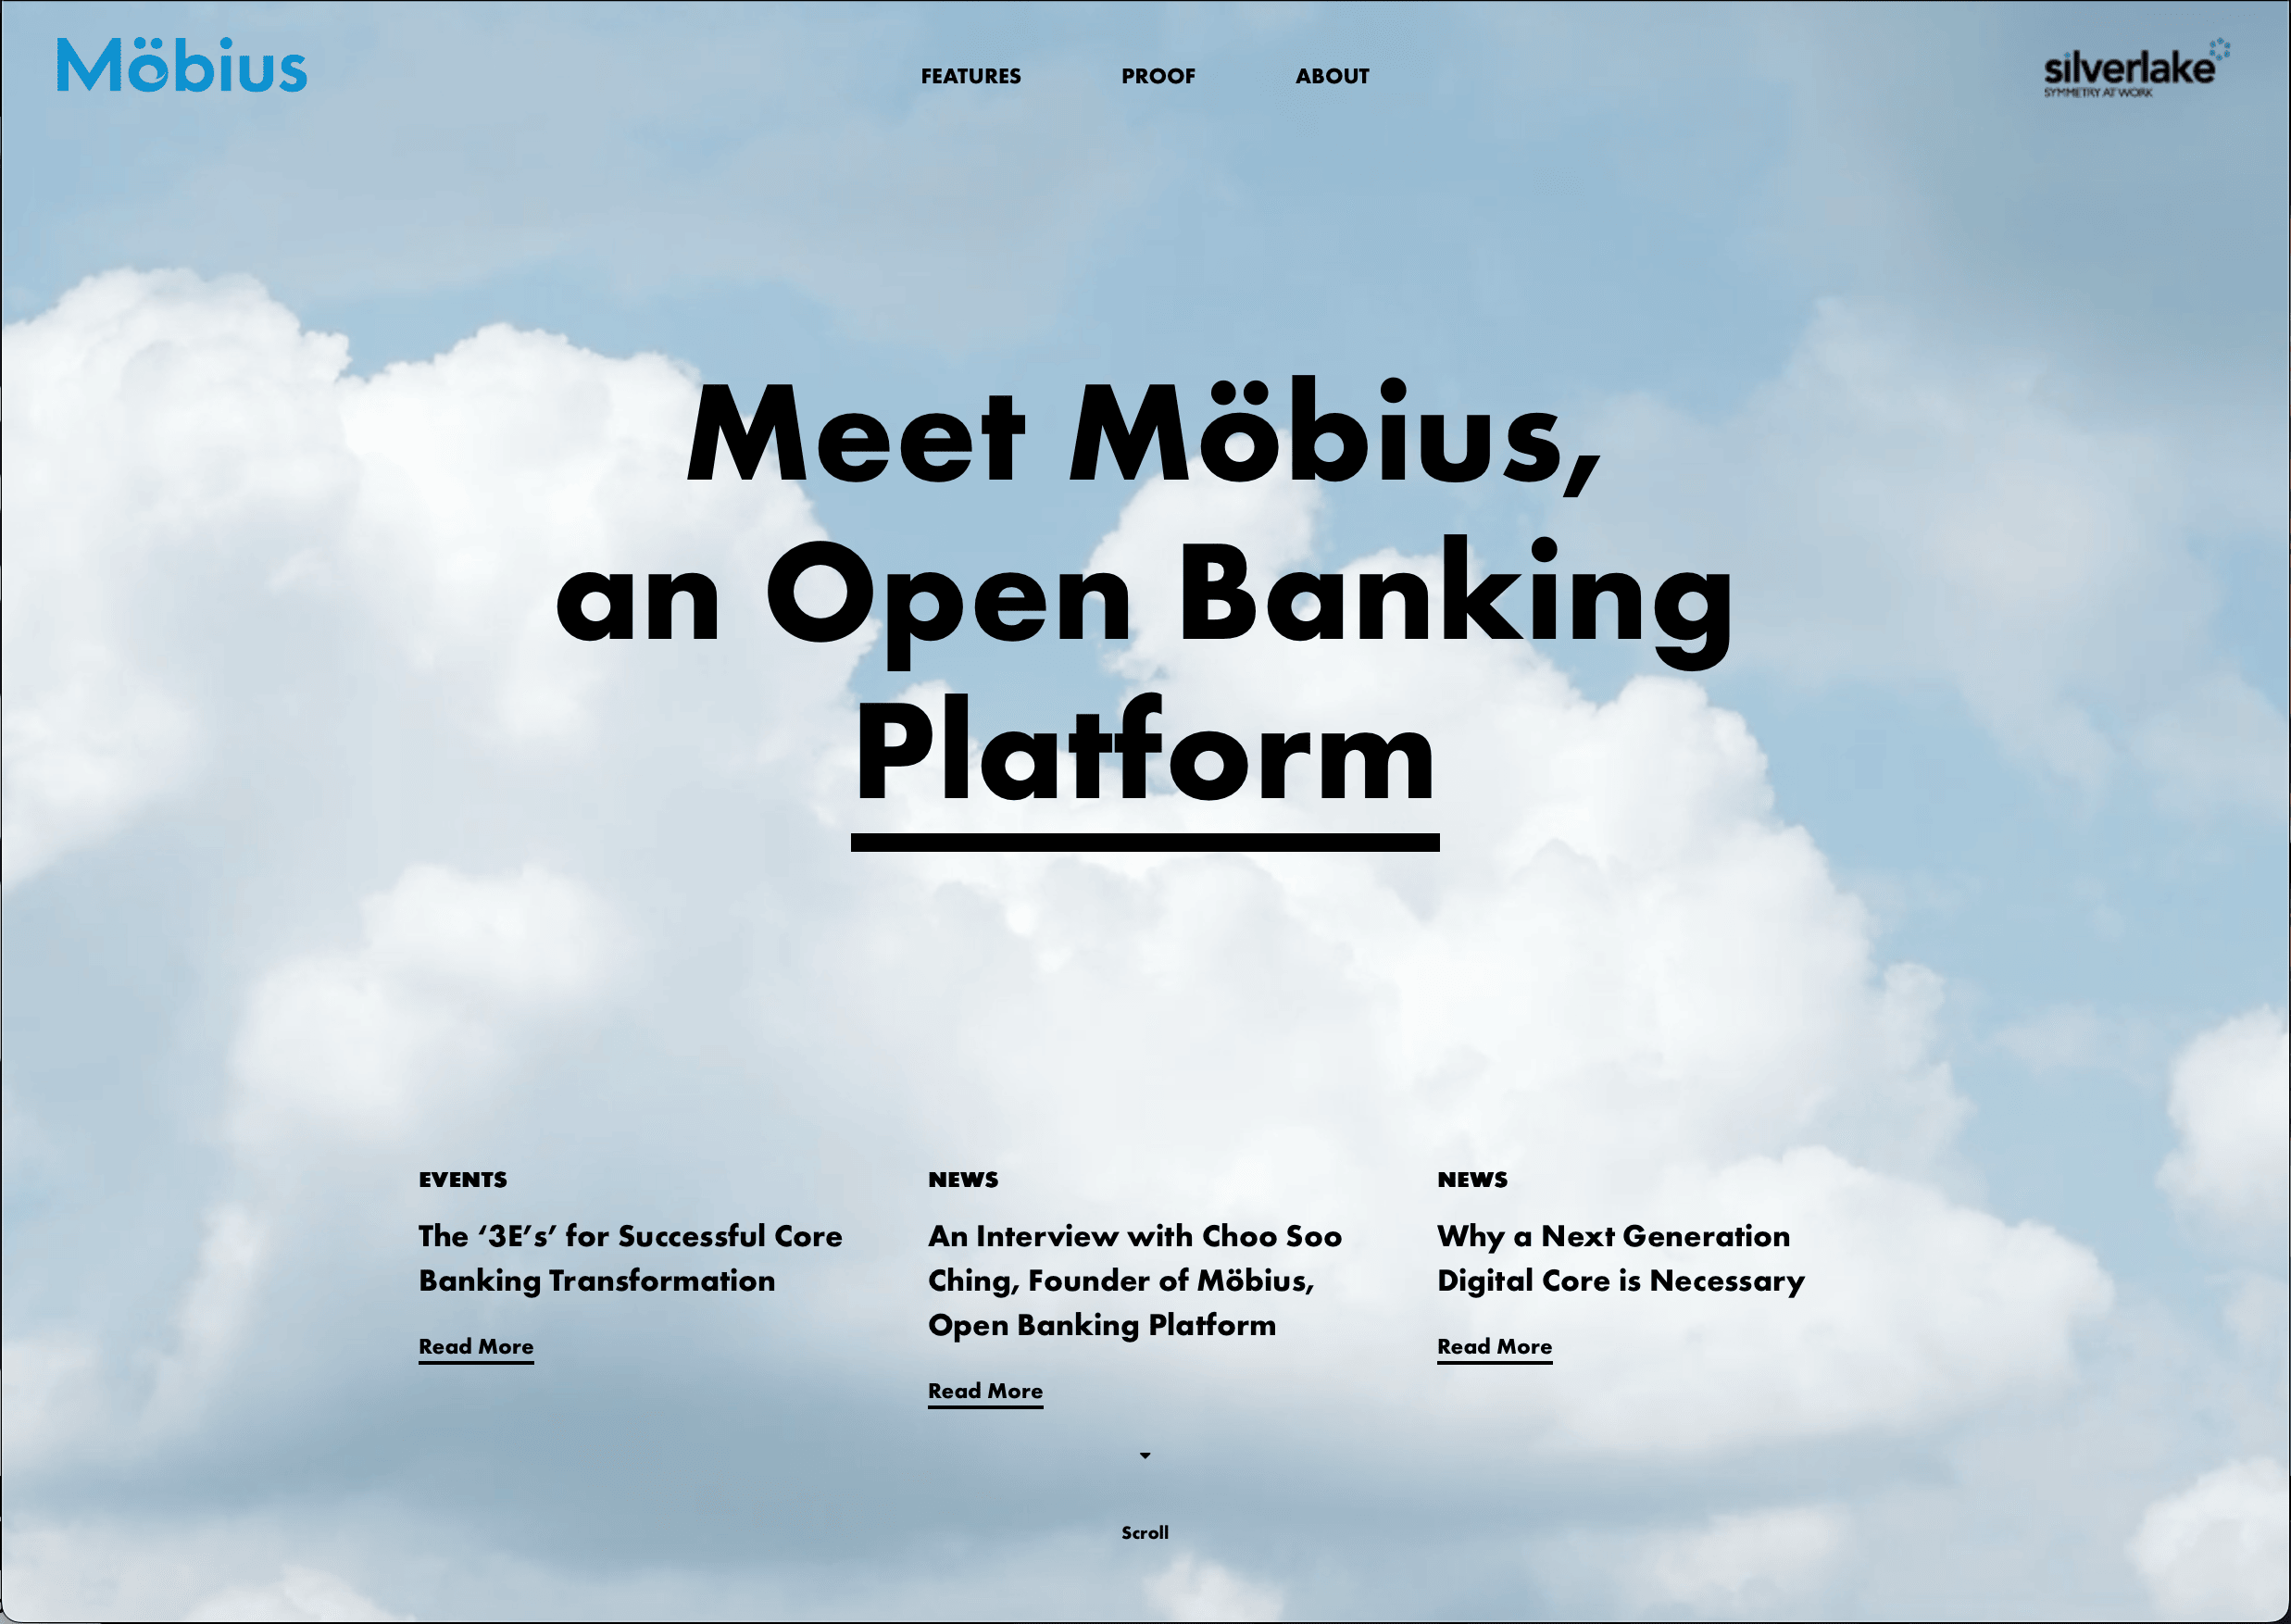 Möbius
FEATURES
PROOF
ABOUT
silverlake
SYMMETRY AT WORK
Meet Möbius,
an Open Banking
Platform
EVENTS
The ‘3E’s’ for Successful Core
Banking Transformation
Read More
NEWS
An Interview with Choo Soo
Ching, Founder of Möbius,
Open Banking Platform
Read More
NEWS
Why a Next Generation
Digital Core is Necessary
Read More
Scroll